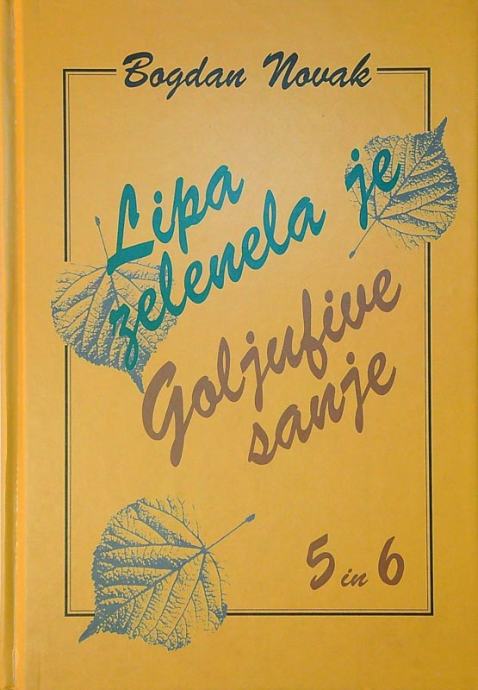 Bogdan Novak
Lipa
zelenela je
Goljufive
sanje
5 in 6